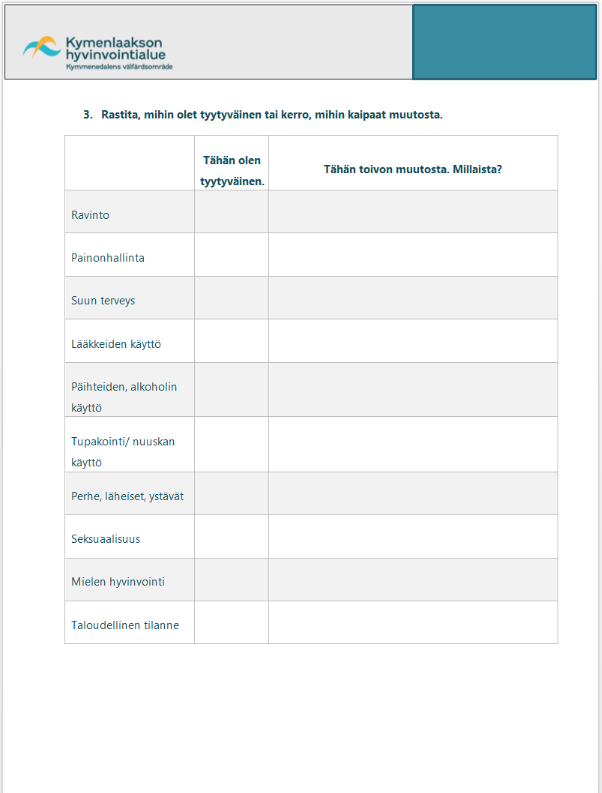 Kymenlaakson
hyvinvointialue
Kymmenedalens välfärdsområde
3. Rastita, mihin olet tyytyväinen tai kerro, mihin kaipaat muutosta.
Tähän olen
tyytyväinen.
Tähän toivon muutosta. Millaista?
Ravinto
Painonhallinta
Suun terveys
Lääkkeiden käyttö
Päihteiden, alkoholin
käyttö
Tupakointi/ nuuskan
käyttö
Perhe, läheiset, ystävät
Seksuaalisuus
Mielen hyvinvointi
Taloudellinen tilanne